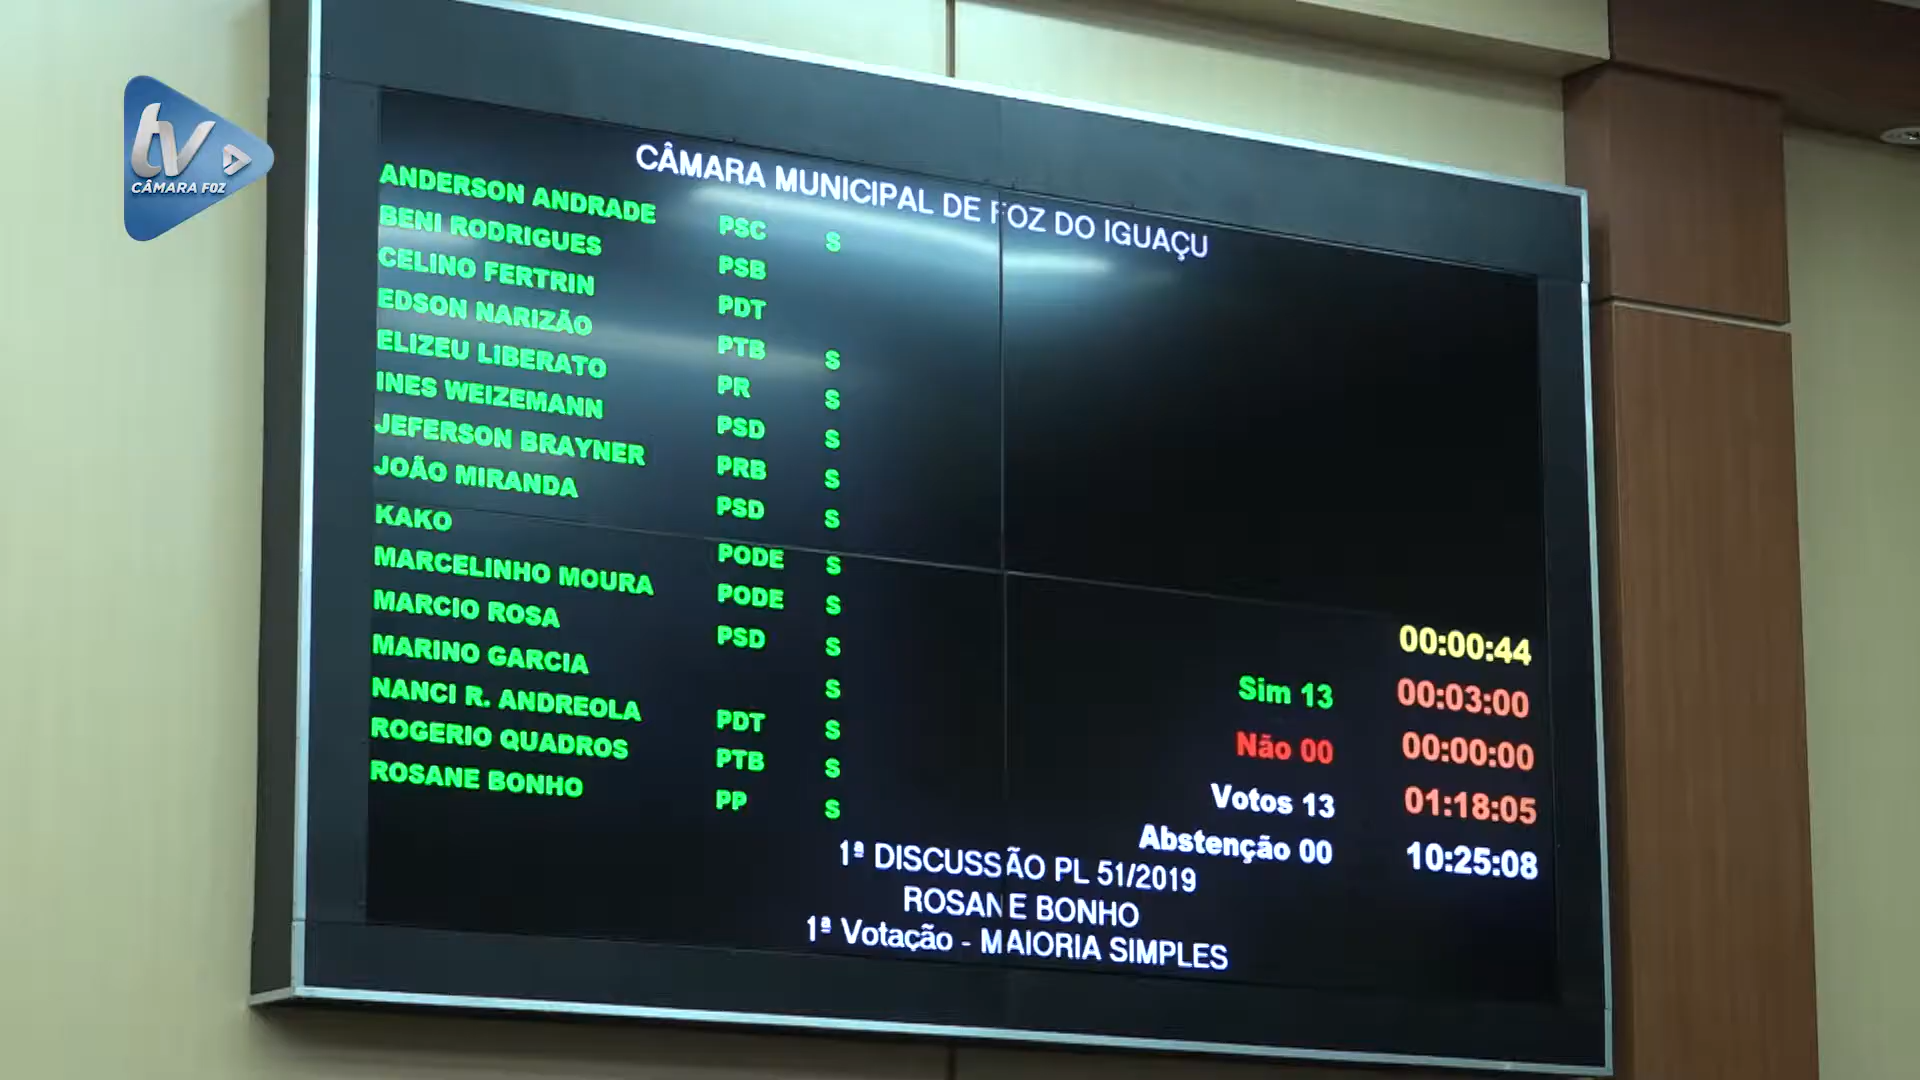 tv
CÂMARA FOZ
CÂMARA MUNICIPAL DE FOZ DO IGUAÇU
ANDERSON ANDRADE PSC S
BENI RODRIGUES PSB
CELINO FERTRIN PDT
EDSON NARIZÃO PTB S
ELIZEU LIBERATO PR S
INES WEIZEMANN PSD S
JEFERSON BRAYNER PRB S
JOÃO MIRANDA PSD S
KAKO PODE S
MARCELINHO MOURA PODE S
MARCIO ROSA PSD S
MARINO GARCIA S
NANCI R. ANDREOLA PDT S
ROGERIO QUADROS PTB S
ROSANE BONHO PP S
00:00:44
Sim 13 00:03:00
Não 00 00:00:00
Votos 13 01:18:05
Abstenção 00 10:25:08
1ª DISCUSSÃO PL 51/2019
ROSANE BONHO
1ª Votação - MAIORIA SIMPLES